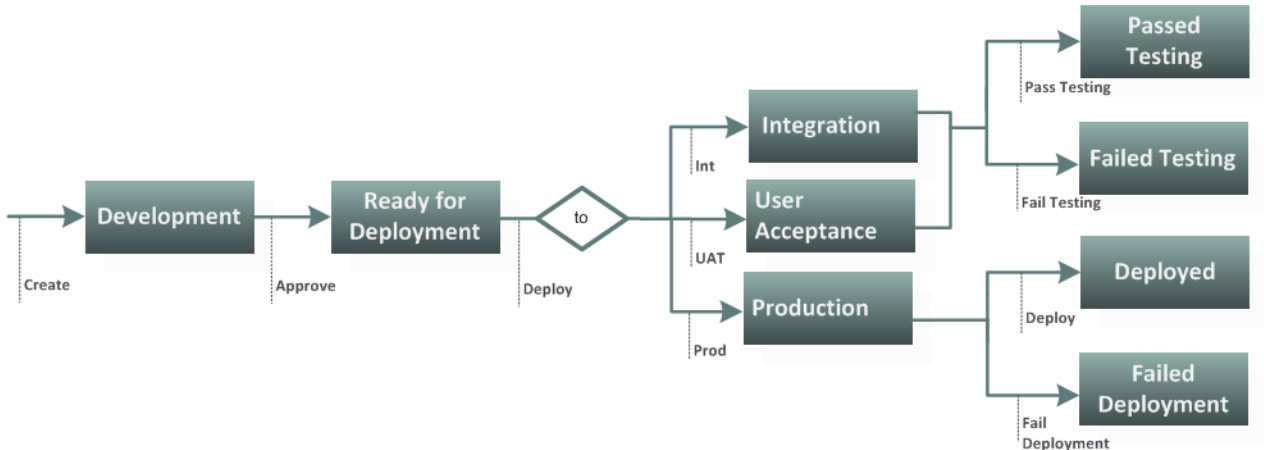 Passed
Testing
Pass Testing
Integration
Int
Failed Testing
Fail Testing
Development
Ready for
Deployment
to
User
Acceptance
UAT
Create
Approve
Deploy
Deployed
Deploy
Production
Prod
Failed
Deployment
Fail
Deployment